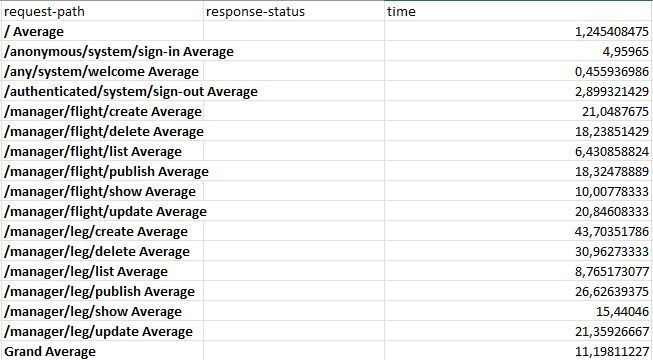 request-path response-status time
/ Average 1,245408475
/anonymous/system/sign-in Average 4,95965
/any/system/welcome Average 0,455936986
/authenticated/system/sign-out Average 2,899321429
/manager/flight/create Average 21,0487675
/manager/flight/delete Average 18,23851429
/manager/flight/list Average 6,430858824
/manager/flight/publish Average 18,32478889
/manager/flight/show Average 10,00778333
/manager/flight/update Average 20,84608333
/manager/leg/create Average 43,70351786
/manager/leg/delete Average 30,96273333
/manager/leg/list Average 8,765173077
/manager/leg/publish Average 26,62639375
/manager/leg/show Average 15,44046
/manager/leg/update Average 21,35926667
Grand Average 11,19811227